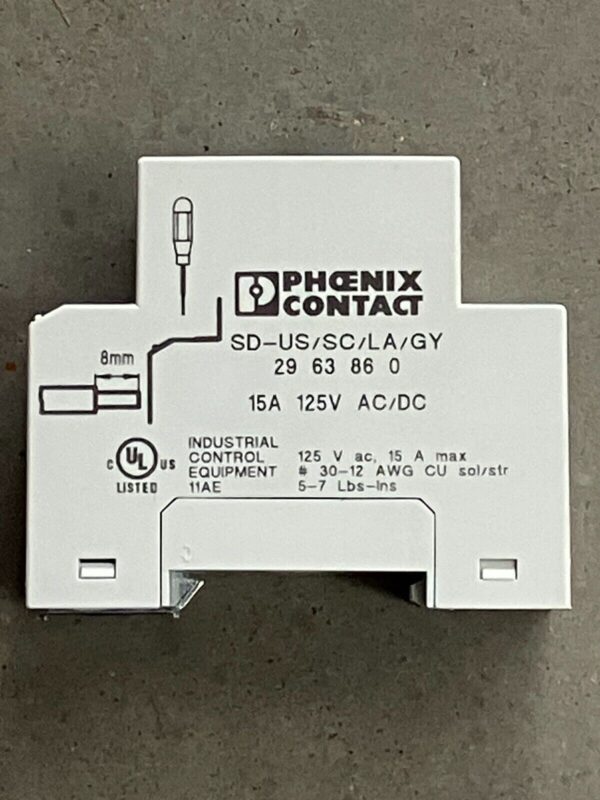 PHŒNIX
CONTACT
SD-US/SC/LA/GY
29 63 86 0
15A 125V AC/DC
8mm
C UL US
LISTED
INDUSTRIAL
CONTROL
EQUIPMENT
11AE
125 V ac, 15 A max
# 30-12 AWG CU sol/str
5-7 Lbs-Ins